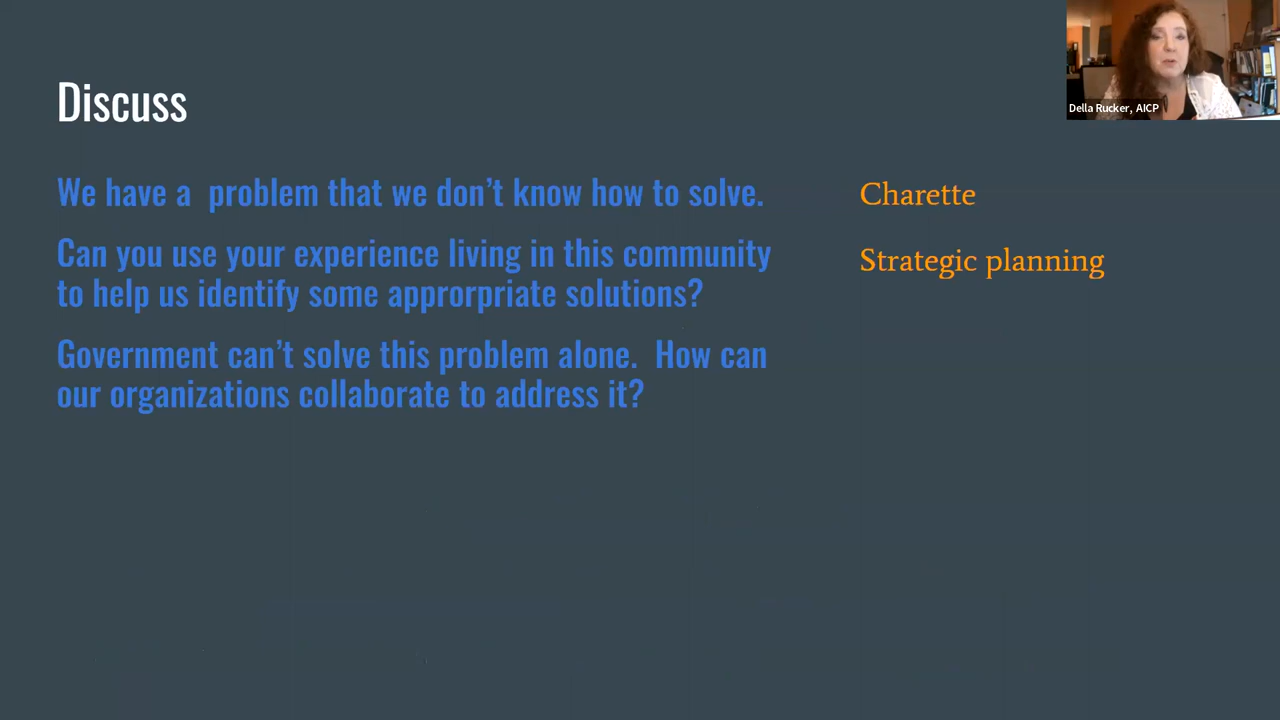 Della Rucker, AICP
Discuss
We have a  problem that we don't know how to solve.
Can you use your experience living in this community
to help us identify some approrpriate solutions?
Government can't solve this problem alone.  How can
our organizations collaborate to address it?
Charette
Strategic planning